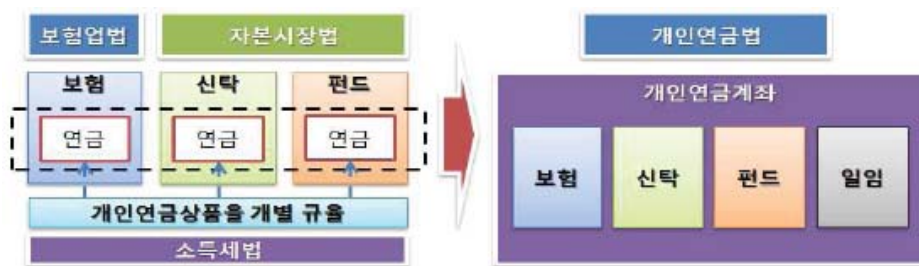 보험업법
자본시장법
보험
신탁
펀드
연금
연금
연금
개인연금상품을 개별 규율
소득세법
개인연금법
개인연금계좌
보험
신탁
펀드
일임